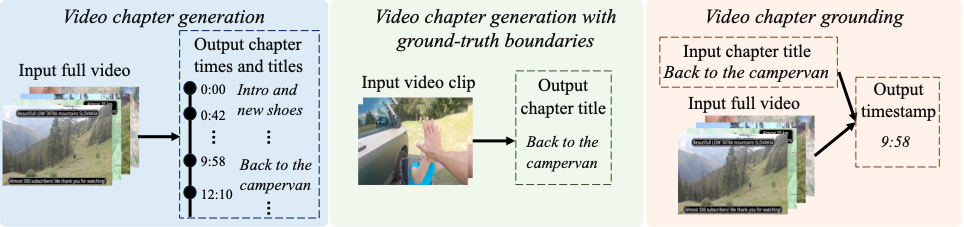 Video chapter generation
Input full video
Beautiful! LOW TATRA mountains SLOVAKIA
Almost 500 subscribers! We thank you for watching!
Output chapter
times and titles
0:00
Intro and
new shoes
0:42
9:58
Back to the
campervan
12:10
Video chapter generation with
ground-truth boundaries
Input video clip
Output
chapter title
Back to the
campervan
Video chapter grounding
Input chapter title
Back to the campervan
Input full video
Beautiful! LOW TATRA mountains SLOVAKIA
Almost 500 subscribers! We thank you for watching!
Output
timestamp
9:58